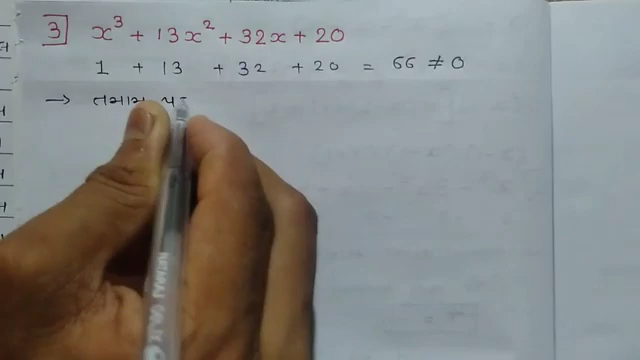 3 x³ + 13x² + 32x + 20
1 + 13 + 32 + 20 = 66 ≠ 0
→ તમામ